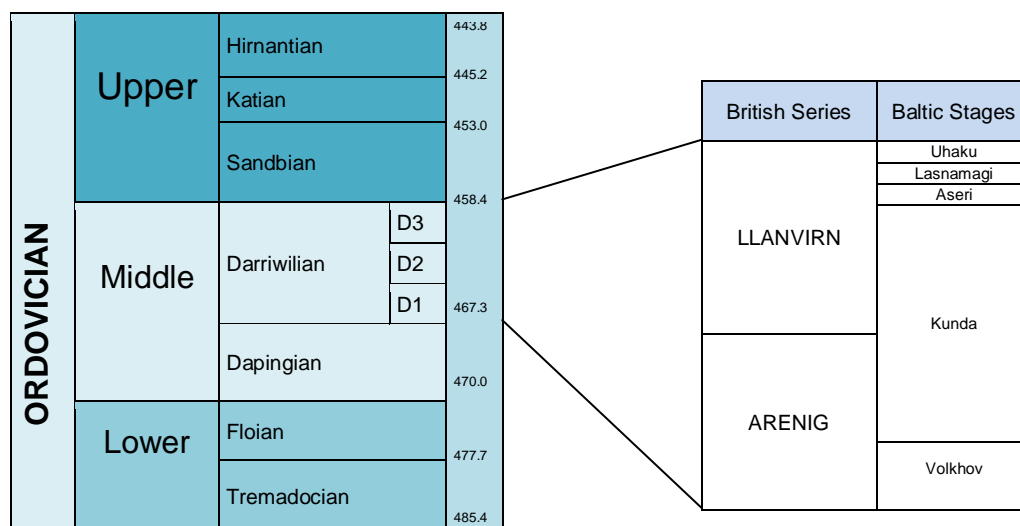 ORDOVICIAN
Upper
Hirnantian
Katian
Sandbian
Middle
Darriwilian
D3
D2
D1
Dapingian
Lower
Floian
Tremadocian
443.8
445.2
453.0
458.4
467.3
470.0
477.7
485.4
British Series
Baltic Stages
LLANVIRN
ARENIG
Uhaku
Lasnamagi
Aseri
Kunda
Volkhov